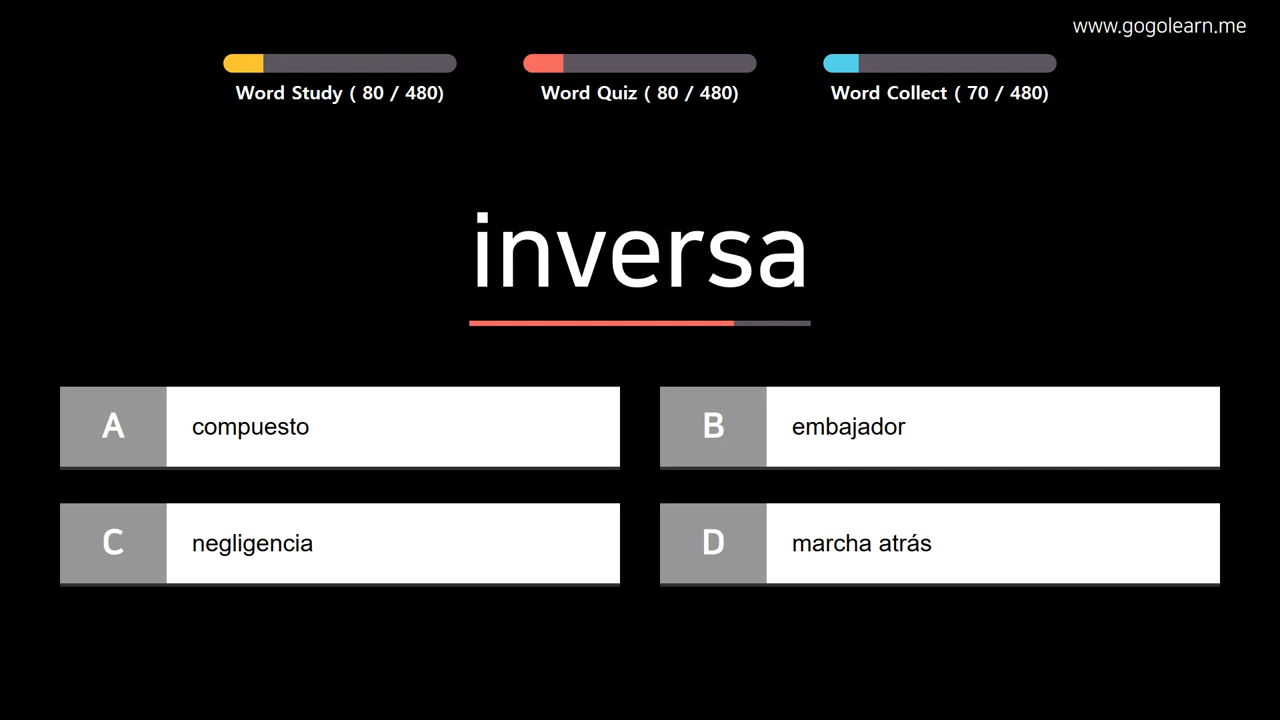 www.gogolearn.me
Word Study ( 80 / 480)
Word Quiz ( 80 / 480)
Word Collect ( 70 / 480)
inversa
A compuesto
B embajador
C negligencia
D marcha atrás